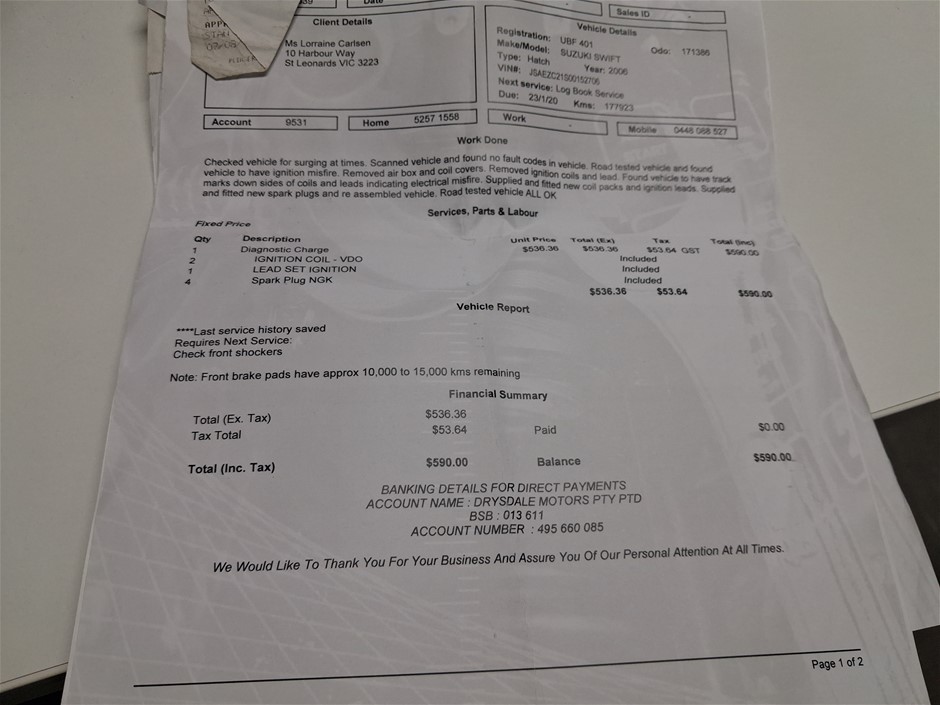 39
Date
Sales ID
APPR
Client Details
Ms Lorraine Carlsen
10 Harbour Way
St Leonards VIC 3223
Vehicle Details
Registration: UBF 401
Make/Model: SUZUKI SWIFT Odo: 171386
Type: Hatch Year: 2006
VIN#: JSAEZC21S00152706
Next service: Log Book Service
Due: 23/1/20 Kms: 177923
Account 9531 Home 5257 1558 Work Mobile 0448 088 527
Work Done
Checked vehicle for surging at times. Scanned vehicle and found no fault codes in vehicle. Road tested vehicle and found
vehicle to have ignition misfire. Removed air box and coil covers. Removed ignition coils and lead. Found vehicle to have track
marks down sides of coils and leads indicating electrical misfire. Supplied and fitted new coil packs and ignition leads. Supplied
and fitted new spark plugs and re assembled vehicle. Road tested vehicle ALL OK
Services, Parts & Labour
Fixed Price
Qty Description Unit Price Total (Ex) Tax Total (Inc)
1 Diagnostic Charge $536.36 $536.36 $53.64 GST $590.00
2 IGNITION COIL - VDO Included
1 LEAD SET IGNITION Included
4 Spark Plug NGK Included
$536.36 $53.64 $590.00
Vehicle Report
****Last service history saved
Requires Next Service:
Check front shockers
Note: Front brake pads have approx 10,000 to 15,000 kms remaining
Financial Summary
Total (Ex. Tax) $536.36
Tax Total $53.64 Paid $0.00
Total (Inc. Tax) $590.00 Balance $590.00
BANKING DETAILS FOR DIRECT PAYMENTS
ACCOUNT NAME : DRYSDALE MOTORS PTY PTD
BSB : 013 611
ACCOUNT NUMBER : 495 660 085
We Would Like To Thank You For Your Business And Assure You Of Our Personal Attention At All Times.
Page 1 of 2